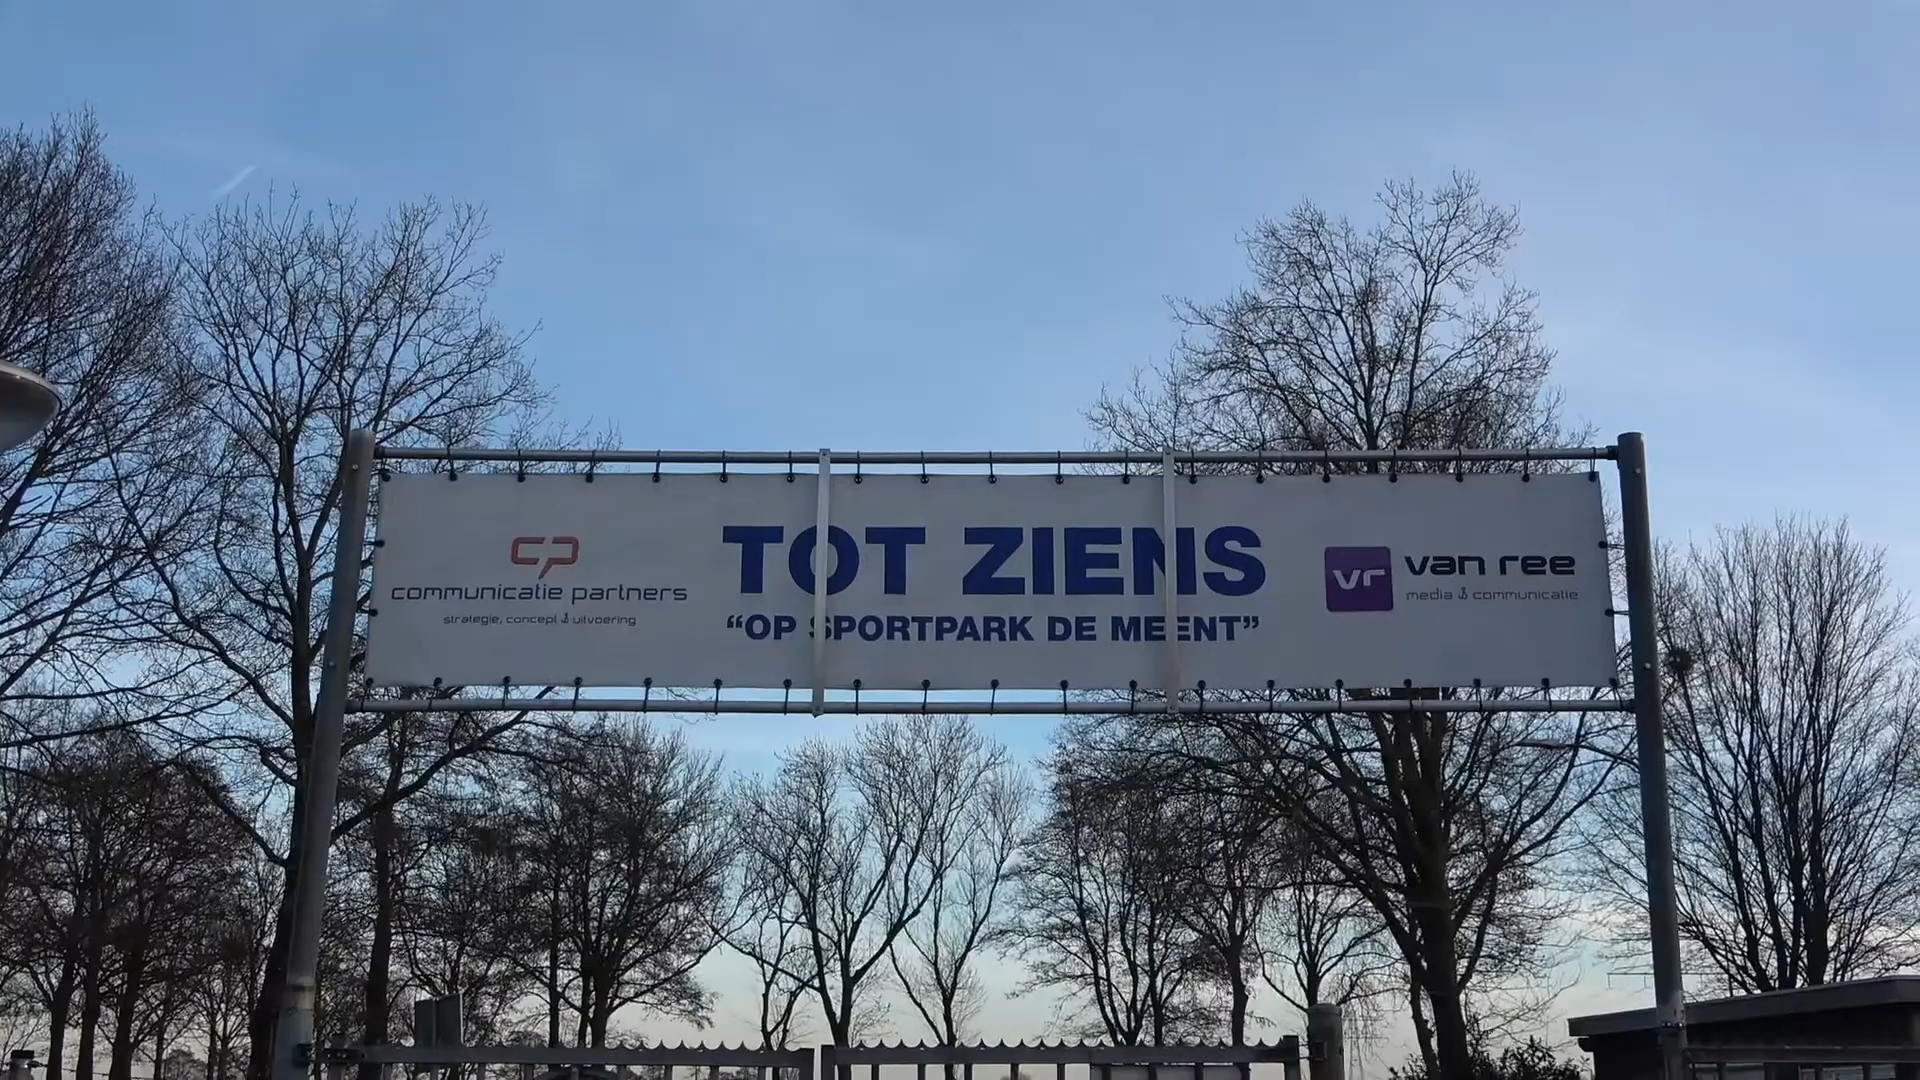 cp
communicatie partners
strategie, concept & uitvoering
TOT ZIENS
“OP SPORTPARK DE MEENT”
vr
van ree
media & communicatie